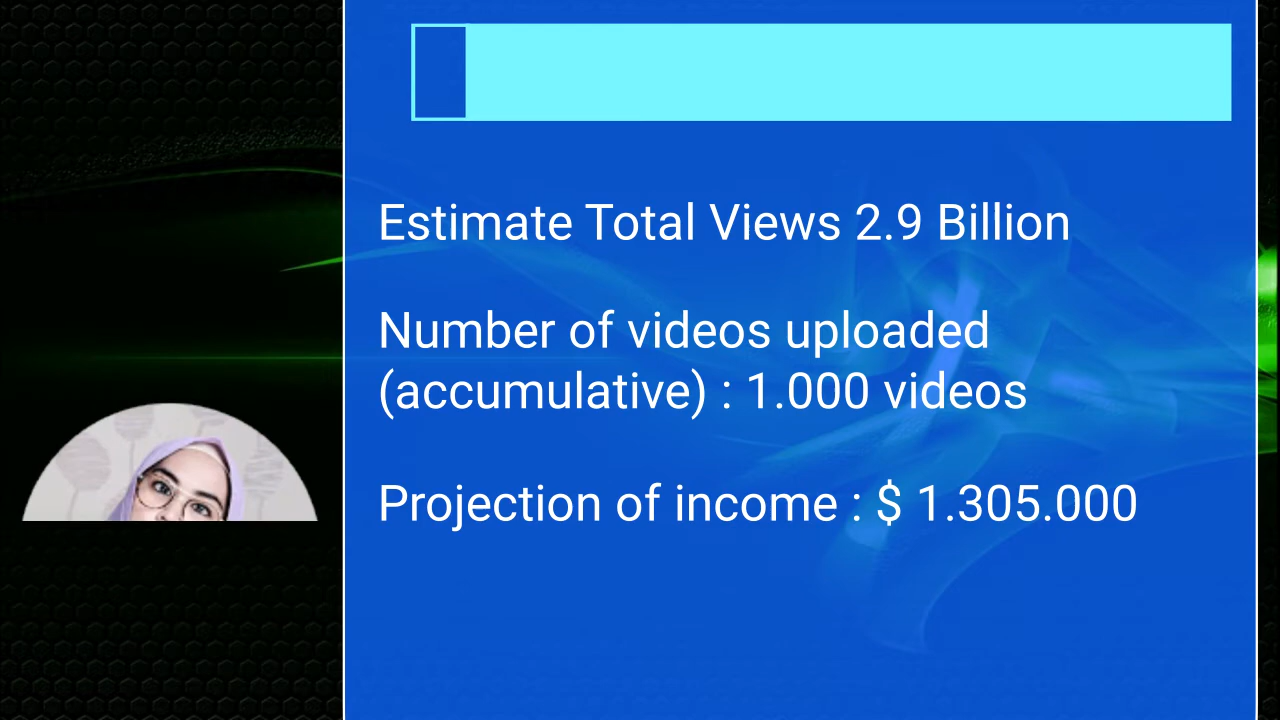 Estimate Total Views 2.9 Billion
Number of videos uploaded
(accumulative) : 1.000 videos
Projection of income : $ 1.305.000